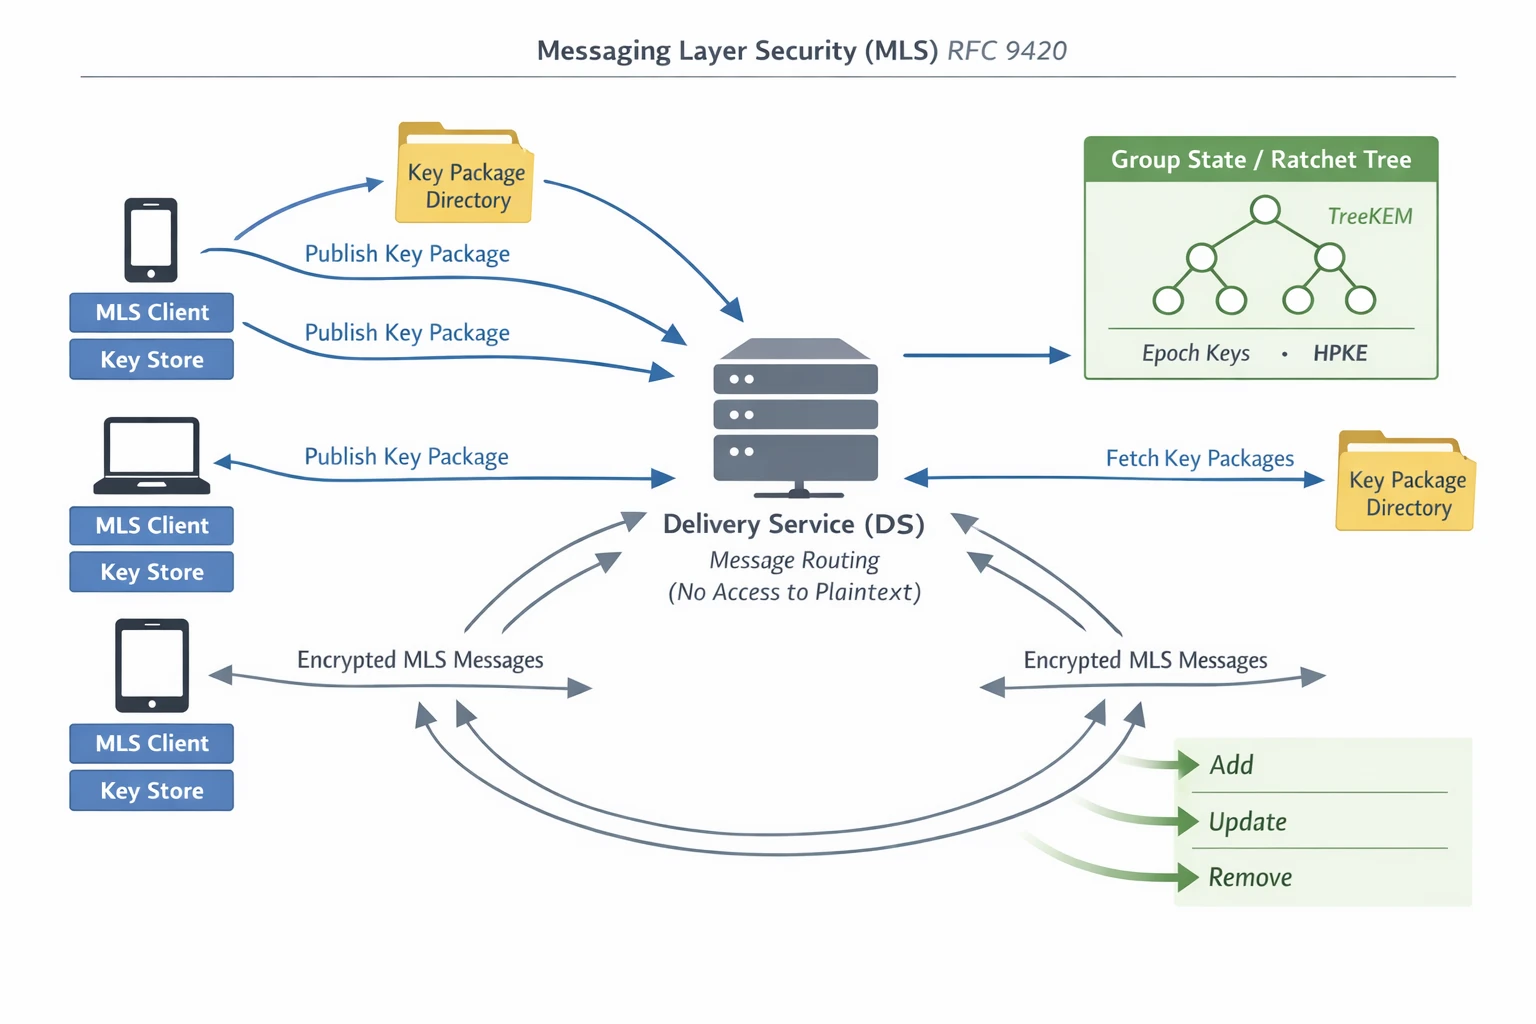 Messaging Layer Security (MLS) RFC 9420
Key Package
Directory
Publish Key Package
MLS Client
Key Store
Publish Key Package
Group State / Ratchet Tree
TreeKEM
Epoch Keys • HPKE
Publish Key Package
MLS Client
Key Store
Fetch Key Packages
Key Package
Directory
Delivery Service (DS)
Message Routing
(No Access to Plaintext)
Encrypted MLS Messages
Encrypted MLS Messages
MLS Client
Key Store
Add
Update
Remove